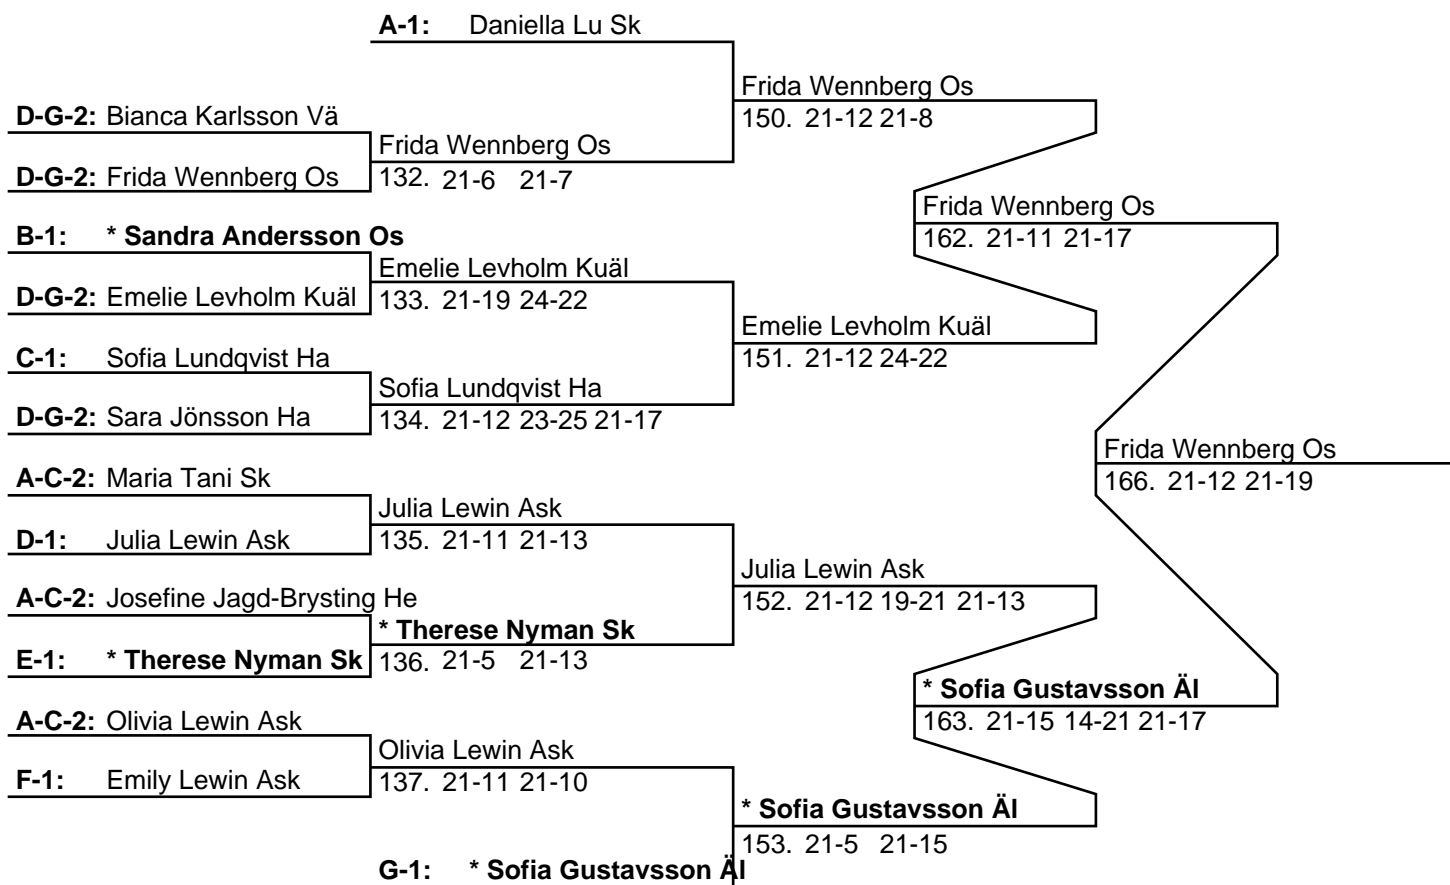 A-1: Daniella Lu Sk
Frida Wennberg Os
D-G-2: Bianca Karlsson Vä
150. 21-12 21-8
Frida Wennberg Os
D-G-2: Frida Wennberg Os
132. 21-6 21-7
Frida Wennberg Os
B-1: * Sandra Andersson Os
162. 21-11 21-17
Emelie Levholm Kuäl
D-G-2: Emelie Levholm Kuäl
133. 21-19 24-22
Emelie Levholm Kuäl
C-1: Sofia Lundqvist Ha
151. 21-12 24-22
Sofia Lundqvist Ha
D-G-2: Sara Jönsson Ha
134. 21-12 23-25 21-17
Frida Wennberg Os
A-C-2: Maria Tani Sk
166. 21-12 21-19
Julia Lewin Ask
D-1: Julia Lewin Ask
135. 21-11 21-13
Julia Lewin Ask
A-C-2: Josefine Jagd-Brysting He
152. 21-12 19-21 21-13
* Therese Nyman Sk
E-1: * Therese Nyman Sk
136. 21-5 21-13
* Sofia Gustavsson Äl
A-C-2: Olivia Lewin Ask
163. 21-15 14-21 21-17
Olivia Lewin Ask
F-1: Emily Lewin Ask
137. 21-11 21-10
* Sofia Gustavsson Äl
153. 21-5 21-15
G-1: * Sofia Gustavsson Äl